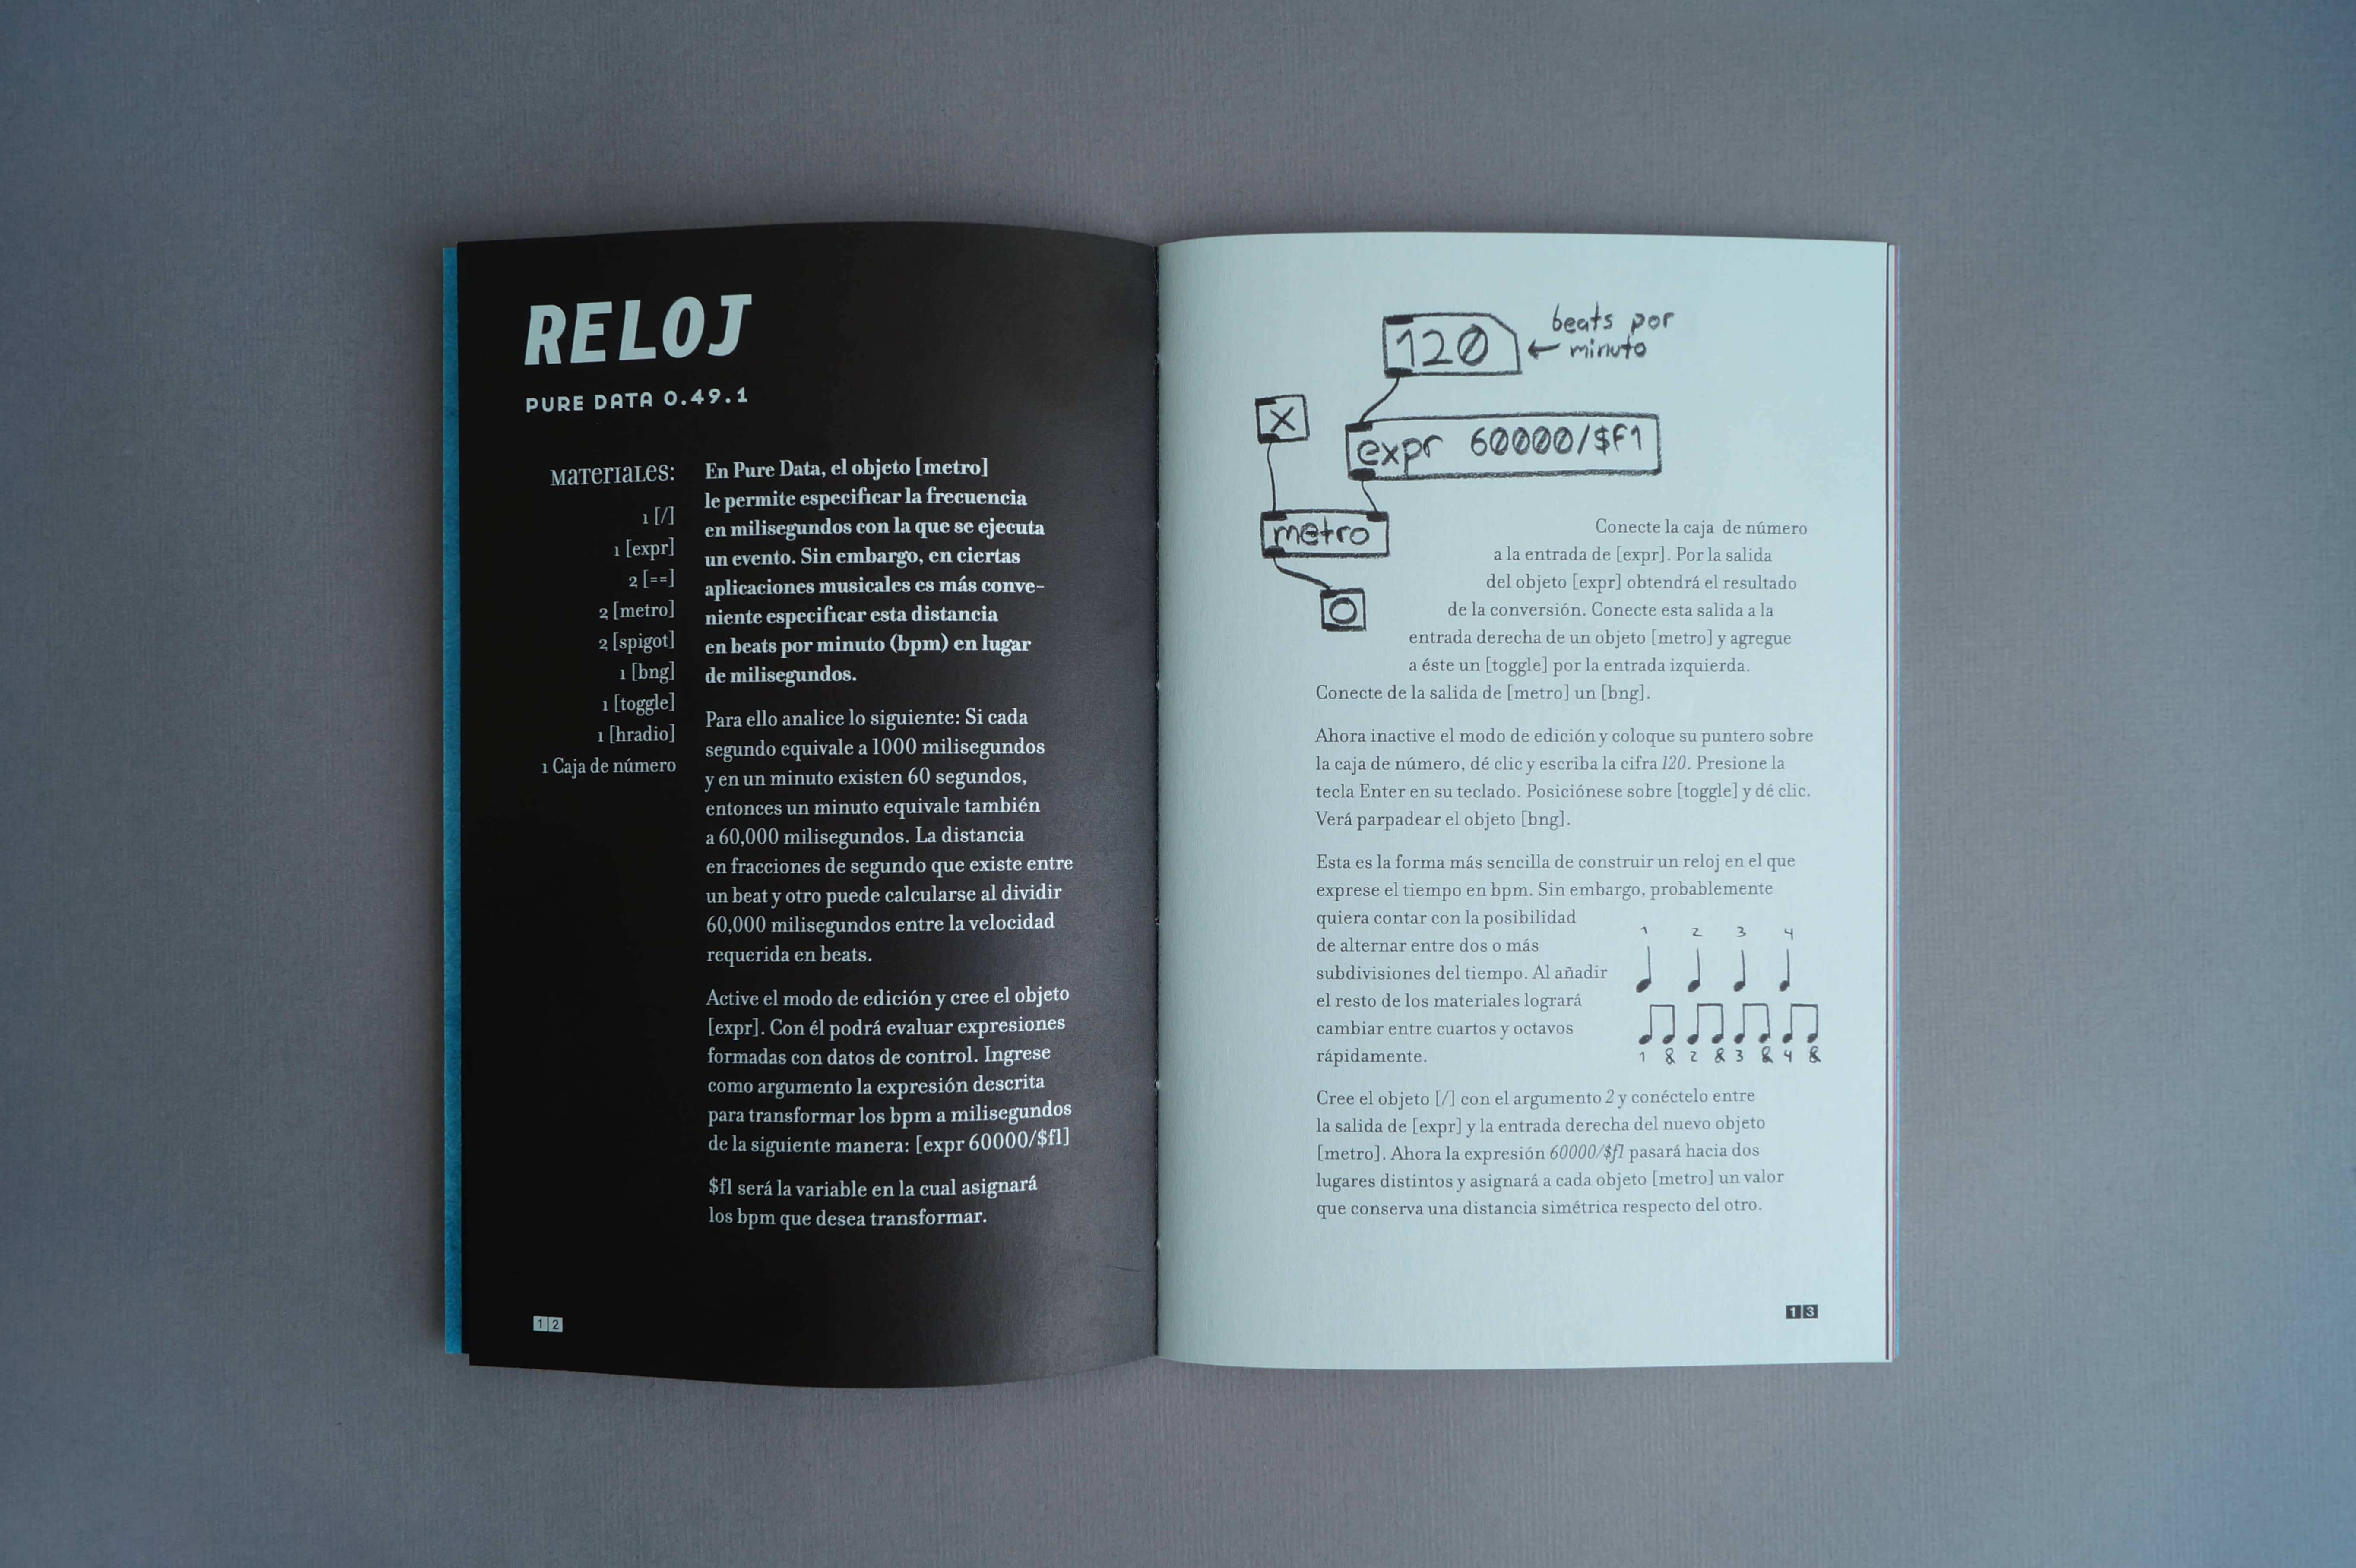 RELOJ
PURE DATA 0.49.1
Materiales:
1 [/]
1 [expr]
2 [==]
2 [metro]
2 [spigot]
1 [bng]
1 [toggle]
1 [hradio]
1 Caja de número
En Pure Data, el objeto [metro]
le permite especificar la frecuencia
en milisegundos con la que se ejecuta
un evento. Sin embargo, en ciertas
aplicaciones musicales es más conve-
niente especificar esta distancia
en beats por minuto (bpm) en lugar
de milisegundos.
Para ello analice lo siguiente: Si cada
segundo equivale a 1000 milisegundos
y en un minuto existen 60 segundos,
entonces un minuto equivale también
a 60,000 milisegundos. La distancia
en fracciones de segundo que existe entre
un beat y otro puede calcularse al dividir
60,000 milisegundos entre la velocidad
requerida en beats.
Active el modo de edición y cree el objeto
[expr]. Con él podrá evaluar expresiones
formadas con datos de control. Ingrese
como argumento la expresión descrita
para transformar los bpm a milisegundos
de la siguiente manera: [expr 60000/$f1]
$f1 será la variable en la cual asignará
los bpm que desea transformar.
12
120
beats por
minuto
X
expr 60000/$f1
metro
Conecte la caja de número
a la entrada de [expr]. Por la salida
del objeto [expr] obtendrá el resultado
de la conversión. Conecte esta salida a la
entrada derecha de un objeto [metro] y agregue
a éste un [toggle] por la entrada izquierda.
Conecte de la salida de [metro] un [bng].
Ahora inactive el modo de edición y coloque su puntero sobre
la caja de número, dé clic y escriba la cifra 120. Presione la
tecla Enter en su teclado. Posiciónese sobre [toggle] y dé clic.
Verá parpadear el objeto [bng].
Esta es la forma más sencilla de construir un reloj en el que
exprese el tiempo en bpm. Sin embargo, probablemente
quiera contar con la posibilidad
de alternar entre dos o más
subdivisiones del tiempo. Al añadir
el resto de los materiales logrará
cambiar entre cuartos y octavos
rápidamente.
1 2 3 4
1 & 2 & 3 & 4 &
Cree el objeto [/] con el argumento 2 y conéctelo entre
la salida de [expr] y la entrada derecha del nuevo objeto
[metro]. Ahora la expresión 60000/$f1 pasará hacia dos
lugares distintos y asignará a cada objeto [metro] un valor
que conserva una distancia simétrica respecto del otro.
13